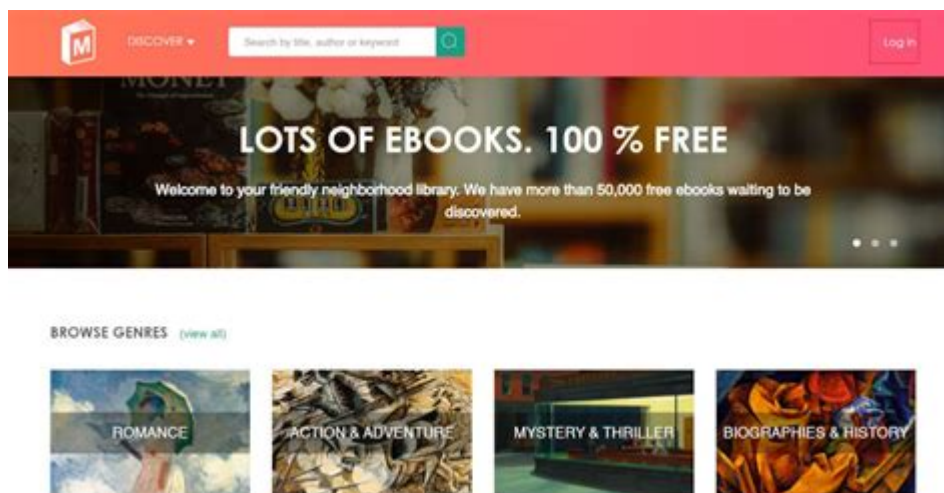 M
DISCOVER
Search by title, author or keyword
Log In
MONEY
LOTS OF EBOOKS. 100 % FREE
Welcome to your friendly neighborhood library. We have more than 50,000 free ebooks waiting to be
discovered.
BROWSE GENRES (view all)
ROMANCE
ACTION & ADVENTURE
MYSTERY & THRILLER
BIOGRAPHIES & HISTORY